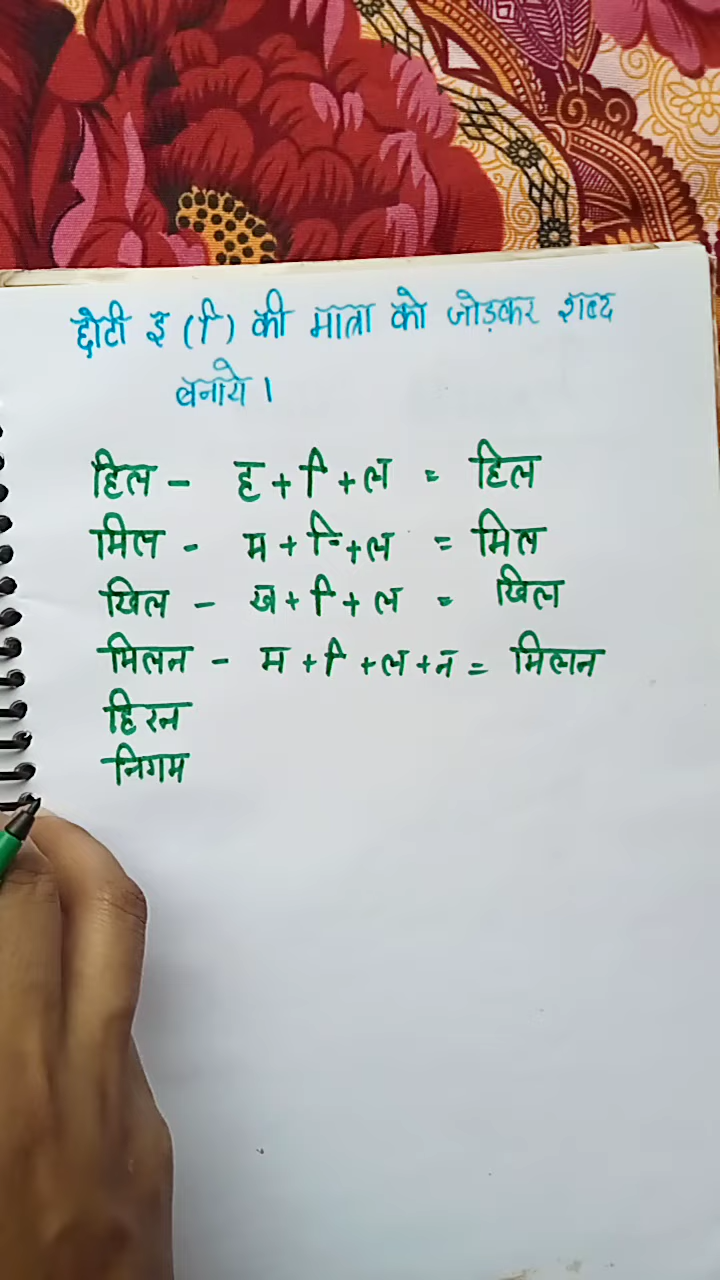 छोटी इ (ि) की मात्रा को जोड़कर शब्द
बनाये ।
हिल - ह + ि + ल = हिल
मिल - म + ि + ल = मिल
खिल - ख + ि + ल = खिल
मिलन - म + ि + ल + न = मिलन
हिरन
निगम